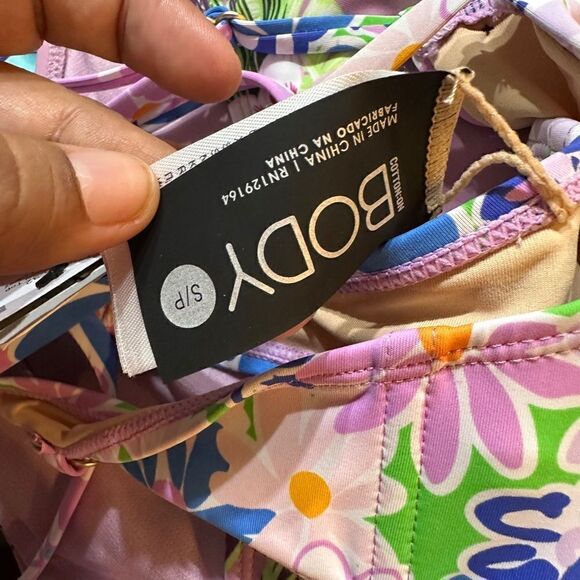 COTTON:ON
BODY
S/P
MADE IN CHINA | RN129164
FABRICADO NA CHINA